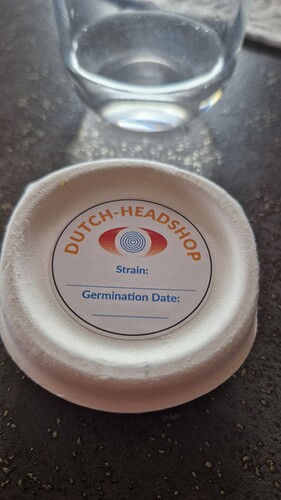 DUTCH-HEADSHOP
Strain:
Germination Date: